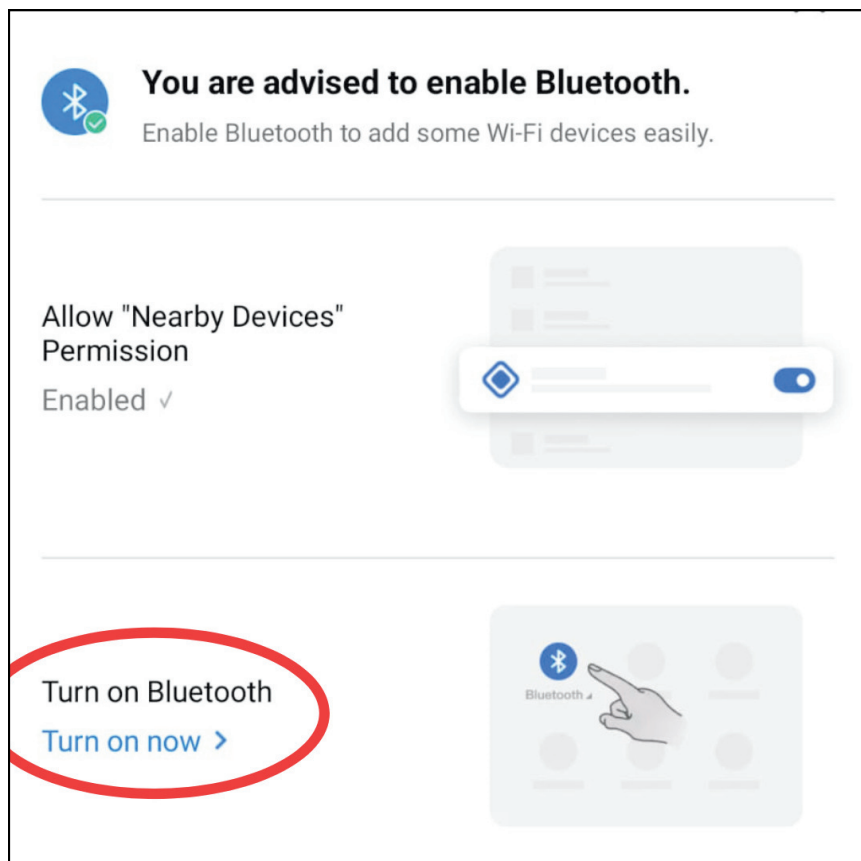 You are advised to enable Bluetooth.
Enable Bluetooth to add some Wi-Fi devices easily.
Allow "Nearby Devices"
Permission
Enabled ✓
Turn on Bluetooth
Turn on now >
Bluetooth